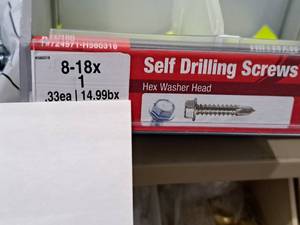 8-18x
1
.33ea | 14.99bx
Self Drilling Screws
Hex Washer Head